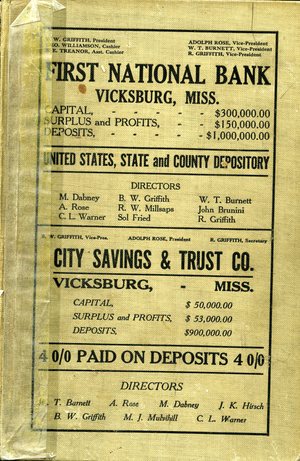 W. GRIFFITH, President ADOLPH ROSE, Vice-President
EO. WILLIAMSON, Cashier W. T. BURNETT, Vice-President
E. TREANOR, Asst. Cashier R. GRIFFITH, Vice-President
FIRST NATIONAL BANK
VICKSBURG, MISS.
CAPITAL, - - - - - - $300,000.00
SURPLUS and PROFITS, - - - $150,000.00
DEPOSITS, - - - - - $1,000,000.00
UNITED STATES, STATE and COUNTY DEPOSITORY
DIRECTORS
M. Dabney B. W. Griffith W. T. Burnett
A. Rose R. W. Millsaps John Brunini
C. L. Warner Sol Fried R. Griffith
W. GRIFFITH, Vice-Pres. ADOLPH ROSE, President R. GRIFFITH, Secretary
CITY SAVINGS & TRUST CO.
VICKSBURG, - MISS.
CAPITAL, $ 50,000.00
SURPLUS and PROFITS, $ 53,000.00
DEPOSITS, $900,000.00
4 0/0 PAID ON DEPOSITS 4 0/0
DIRECTORS
T. Barnett A. Rose M. Dabney J. K. Hirsch
B. W. Griffith M. J. Mulvihill C. L. Warner